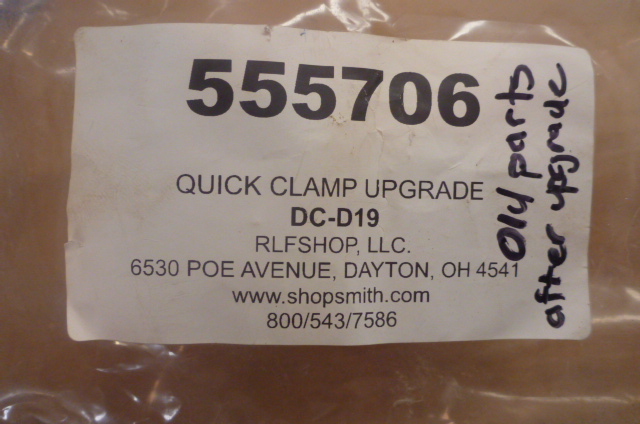 555706
QUICK CLAMP UPGRADE
DC-D19
RLFSHOP, LLC.
6530 POE AVENUE, DAYTON, OH 4541
www.shopsmith.com
800/543/7586
Old parts
after upgrade